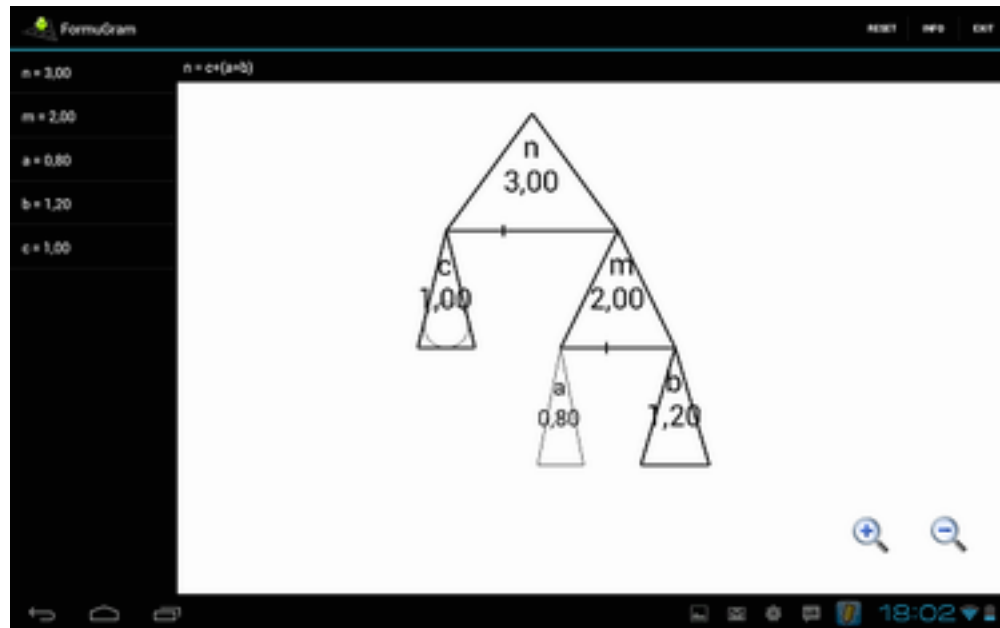 FormuGram
RESET INFO EXIT
n = 3,00
n = c+(a+b)
m = 2,00
a = 0,80
b = 1,20
c = 1,00
n
3,00
c
1,00
m
2,00
a
0,80
b
1,20
18:02